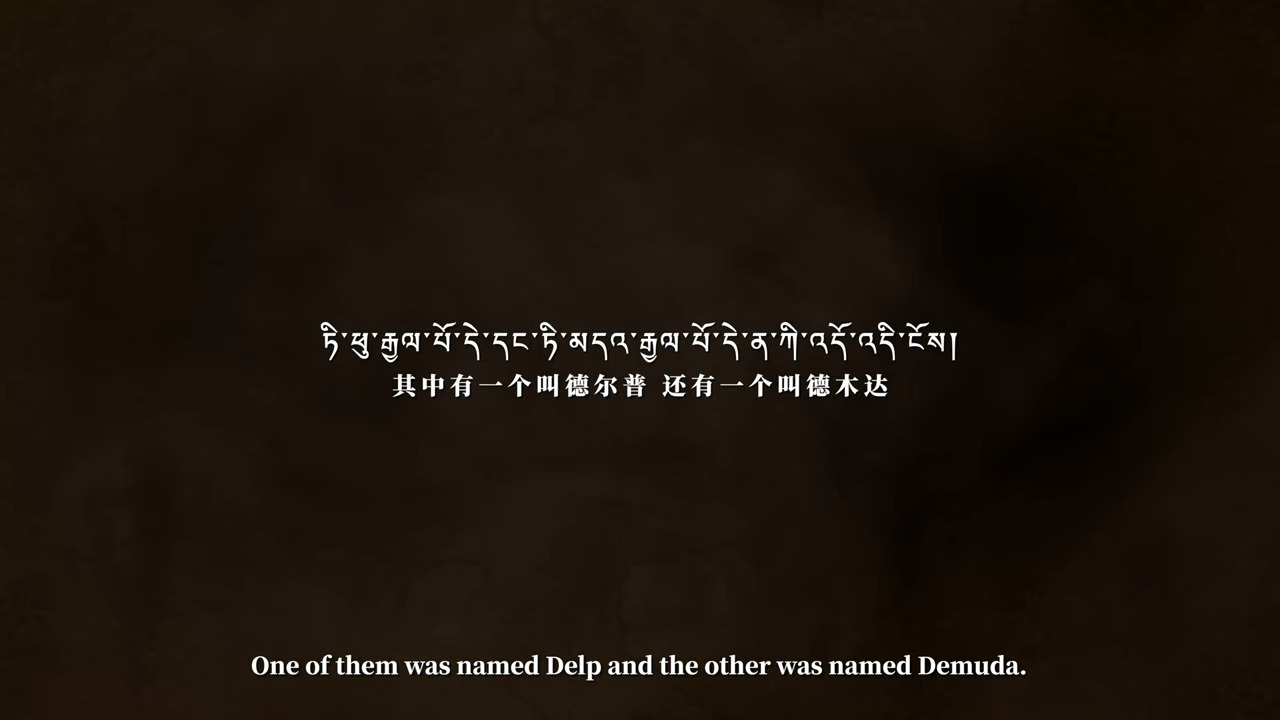 ཏི་ཕུ་རྒྱལ་པོ་དེ་དང་ཏི་མདའ་རྒྱལ་པོ་དེ་ན་ཀི་འདོ་འདི་ངོས།
其中有一个叫德尔普 还有一个叫德木达
One of them was named Delp and the other was named Demuda.